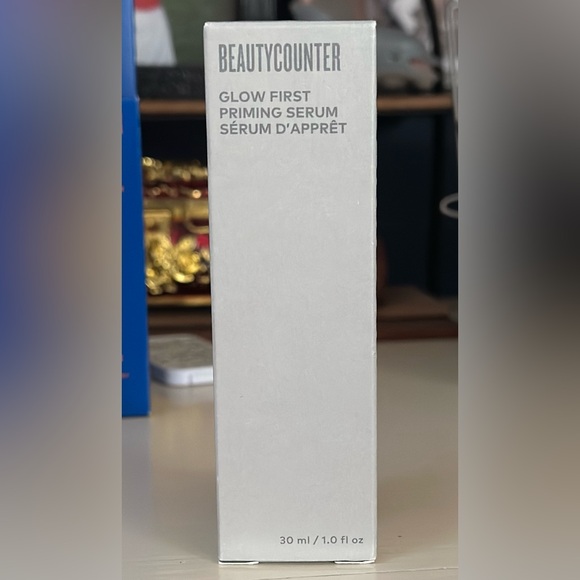 BEAUTYCOUNTER
GLOW FIRST
PRIMING SERUM
SÉRUM D'APPRÊT
30 ml / 1.0 fl oz